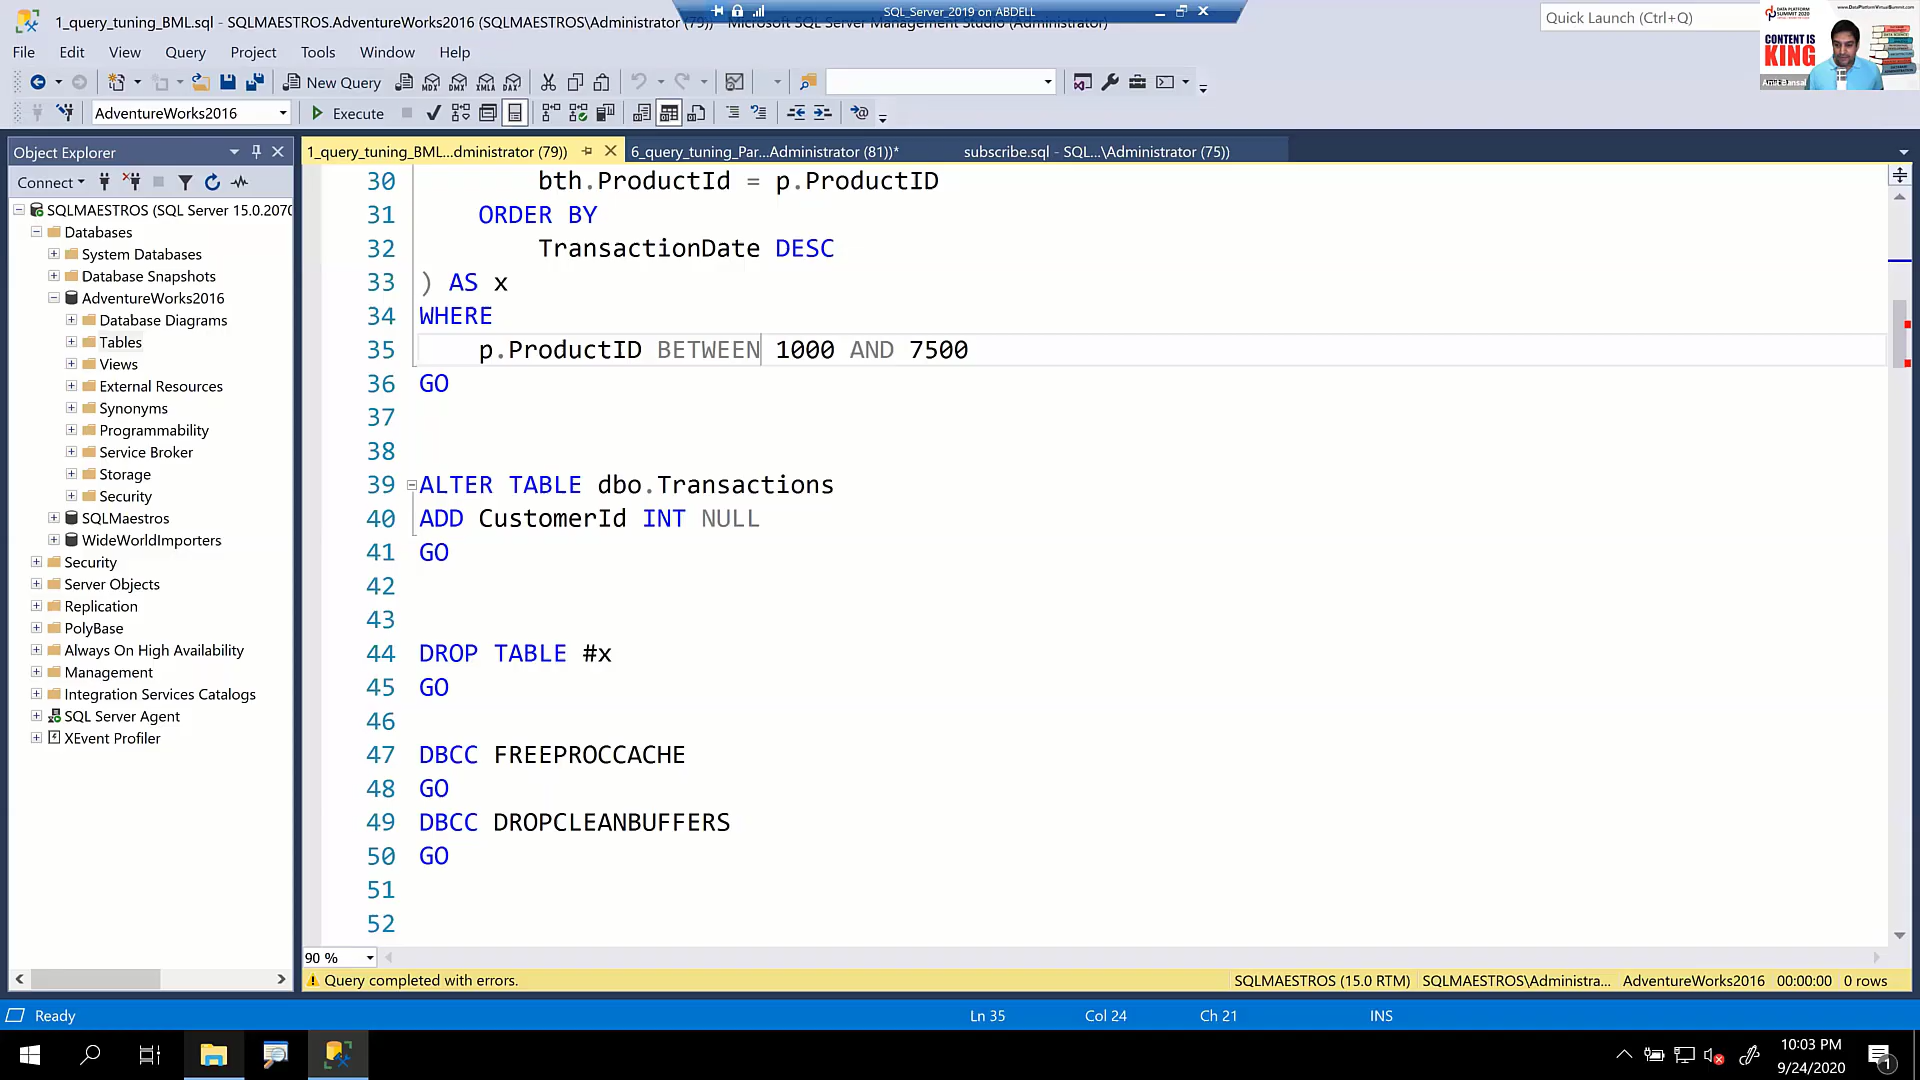 1_query_tuning_BML.sql - SQLMAESTROS.AdventureWorks2016 (SQLMAESTROS\Administrator (79)) - Microsoft SQL Server Management Studio (Administrator)
SQL_Server_2019 on ABDELL
Quick Launch (Ctrl+Q)
CONTENT IS
KING
File Edit View Query Project Tools Window Help
New Query
AdventureWorks2016
Execute
Object Explorer
1_query_tuning_BML...dministrator (79))
6_query_tuning_Par...Administrator (81))*
subscribe.sql - SQL...\Administrator (75))
Connect
SQLMAESTROS (SQL Server 15.0.2070
Databases
System Databases
Database Snapshots
AdventureWorks2016
Database Diagrams
Tables
Views
External Resources
Synonyms
Programmability
Service Broker
Storage
Security
SQLMaestros
WideWorldImporters
Security
Server Objects
Replication
PolyBase
Always On High Availability
Management
Integration Services Catalogs
SQL Server Agent
XEvent Profiler
30 bth.ProductId = p.ProductID
31 ORDER BY
32 TransactionDate DESC
33 ) AS x
34 WHERE
35 p.ProductID BETWEEN 1000 AND 7500
36 GO
37
38
39 ALTER TABLE dbo.Transactions
40 ADD CustomerId INT NULL
41 GO
42
43
44 DROP TABLE #x
45 GO
46
47 DBCC FREEPROCCACHE
48 GO
49 DBCC DROPCLEANBUFFERS
50 GO
51
52
90 %
Query completed with errors.
SQLMAESTROS (15.0 RTM)
SQLMAESTROS\Administra...
AdventureWorks2016
00:00:00
0 rows
Ready
Ln 35
Col 24
Ch 21
INS
10:03 PM
9/24/2020
1